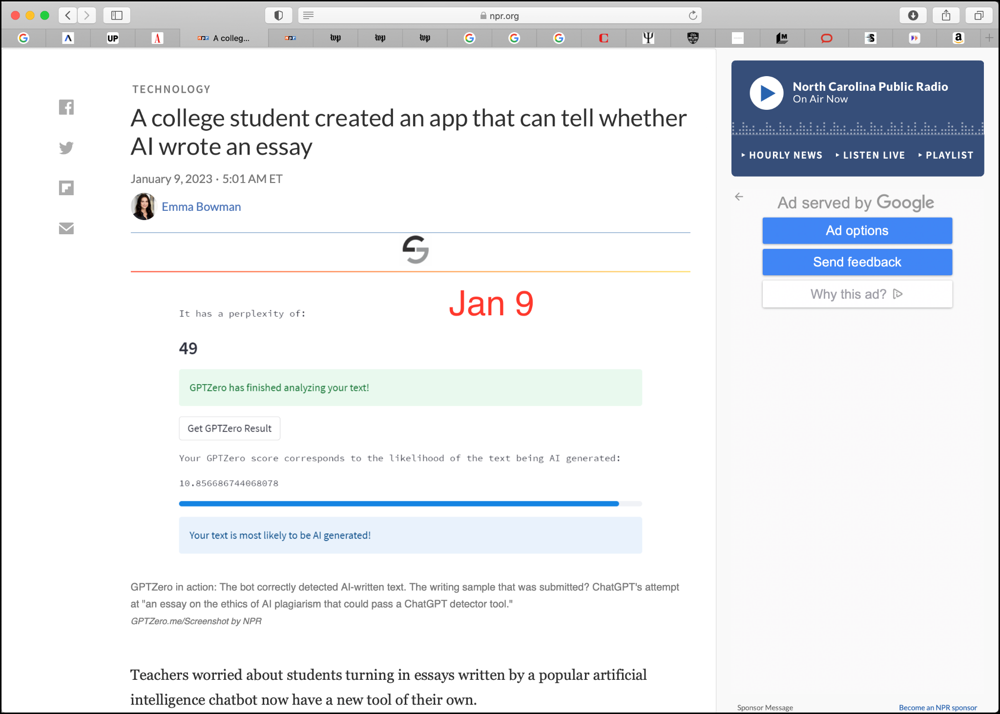 npr.org
UP
A
npr
A colleg...
npr
wp
wp
wp
C
Ψ
M
S
a
TECHNOLOGY
A college student created an app that can tell whether
AI wrote an essay
January 9, 2023 · 5:01 AM ET
Emma Bowman
Jan 9
It has a perplexity of:
49
GPTZero has finished analyzing your text!
Get GPTZero Result
Your GPTZero score corresponds to the likelihood of the text being AI generated:
10.856686744068078
Your text is most likely to be AI generated!
GPTZero in action: The bot correctly detected AI-written text. The writing sample that was submitted? ChatGPT's attempt
at "an essay on the ethics of AI plagiarism that could pass a ChatGPT detector tool."
GPTZero.me/Screenshot by NPR
Teachers worried about students turning in essays written by a popular artificial
intelligence chatbot now have a new tool of their own.
North Carolina Public Radio
On Air Now
HOURLY NEWS
LISTEN LIVE
PLAYLIST
Ad served by Google
Ad options
Send feedback
Why this ad?
Sponsor Message
Become an NPR sponsor